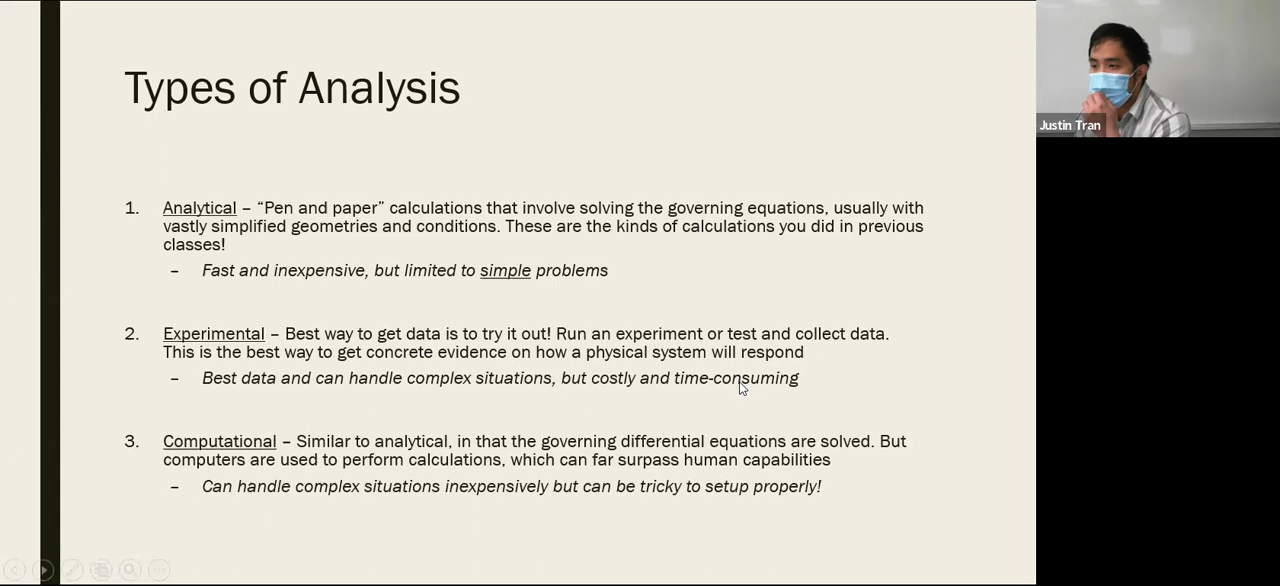 Types of Analysis
1. Analytical – “Pen and paper” calculations that involve solving the governing equations, usually with
vastly simplified geometries and conditions. These are the kinds of calculations you did in previous
classes!
– Fast and inexpensive, but limited to simple problems
2. Experimental – Best way to get data is to try it out! Run an experiment or test and collect data.
This is the best way to get concrete evidence on how a physical system will respond
– Best data and can handle complex situations, but costly and time-consuming
3. Computational – Similar to analytical, in that the governing differential equations are solved. But
computers are used to perform calculations, which can far surpass human capabilities
– Can handle complex situations inexpensively but can be tricky to setup properly!
Justin Tran